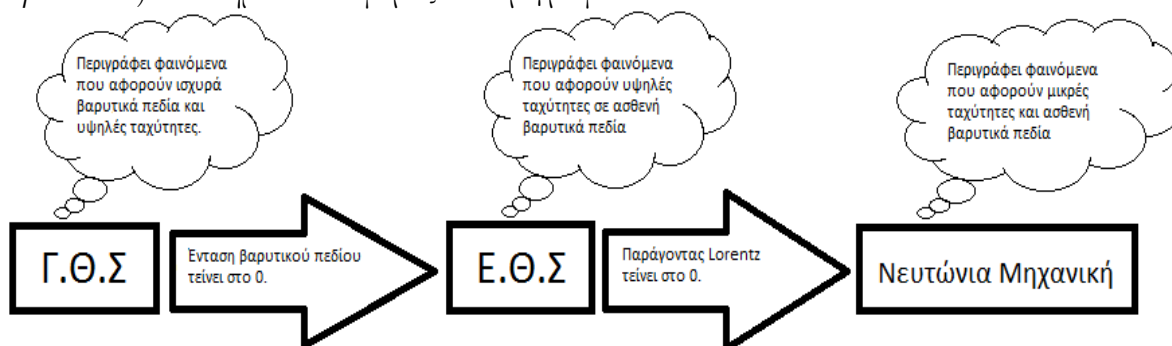 Περιγράφει φαινόμενα
που αφορούν ισχυρά
βαρυτικά πεδία και
υψηλές ταχύτητες.
Περιγράφει φαινόμενα
που αφορούν υψηλές
ταχύτητες σε ασθενή
βαρυτικά πεδία
Περιγράφει φαινόμενα
που αφορούν μικρές
ταχύτητες και ασθενή
βαρυτικά πεδία
Γ.Θ.Σ
Ένταση βαρυτικού πεδίου
τείνει στο 0.
Ε.Θ.Σ
Παράγοντας Lorentz
τείνει στο 0.
Νευτώνια Μηχανική